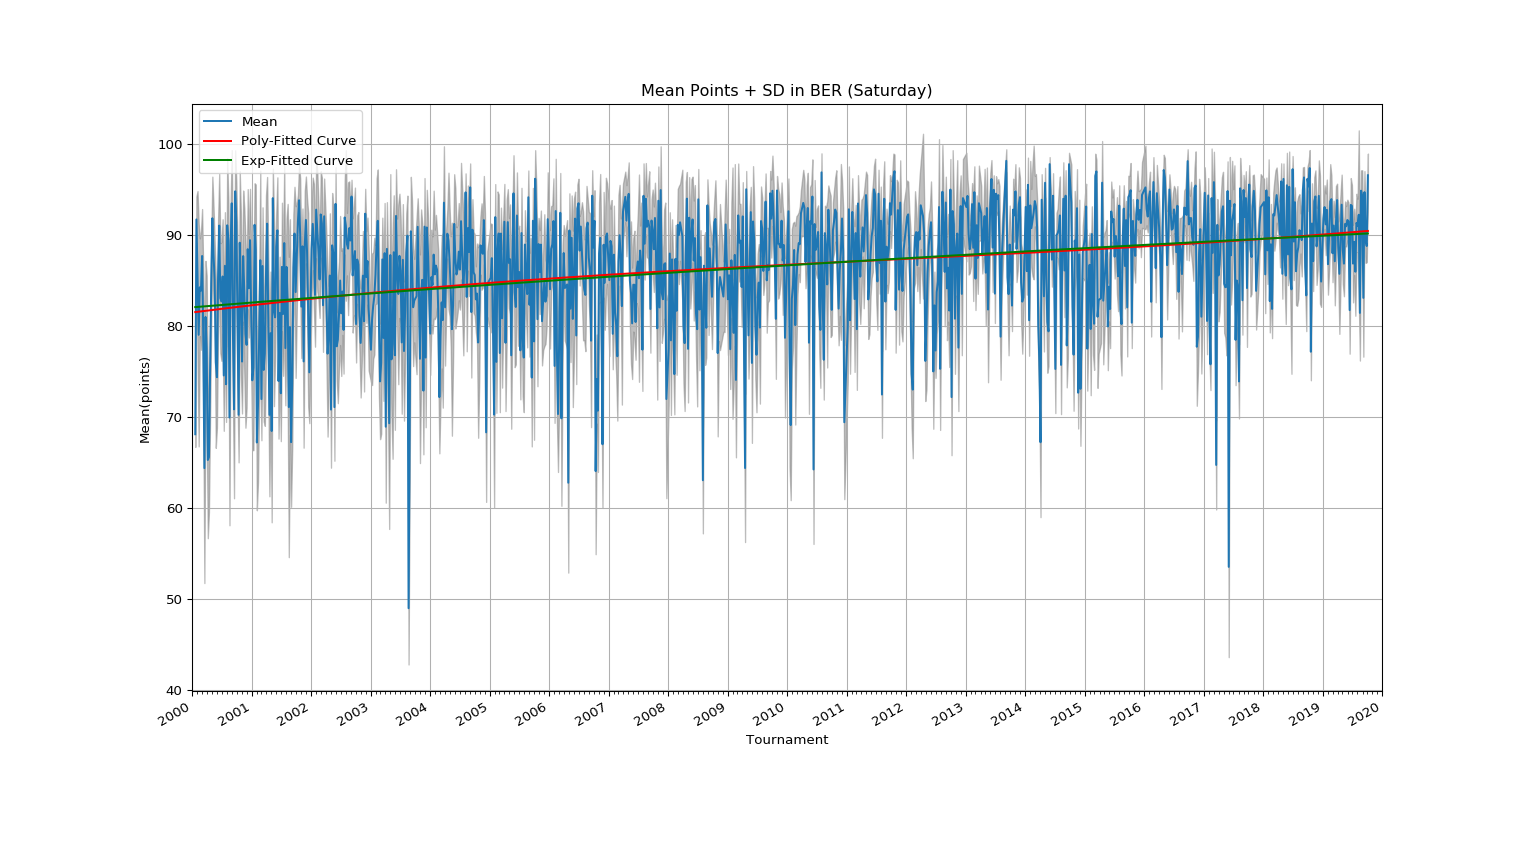 Mean Points + SD in BER (Saturday)
Mean
Poly-Fitted Curve
Exp-Fitted Curve
100
90
80
70
60
50
40
Mean(points)
2000 2001 2002 2003 2004 2005 2006 2007 2008 2009 2010 2011 2012 2013 2014 2015 2016 2017 2018 2019 2020
Tournament